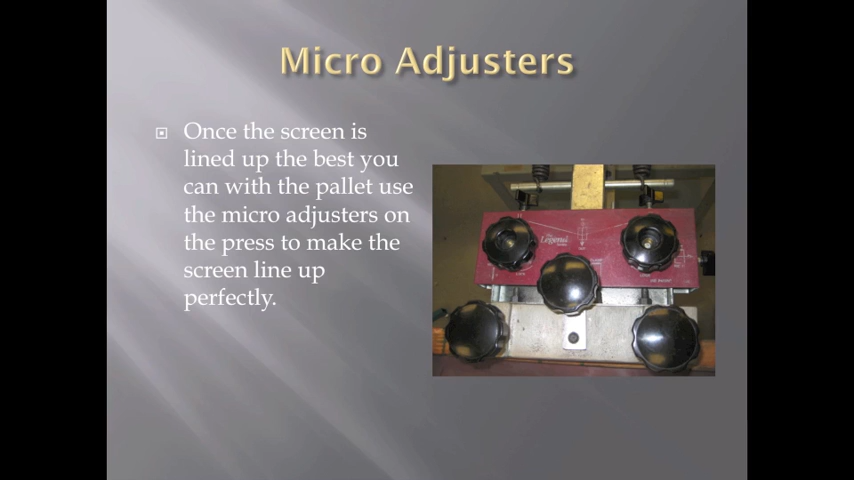 Micro Adjusters
Once the screen is
lined up the best you
can with the pallet use
the micro adjusters on
the press to make the
screen line up
perfectly.
Legend